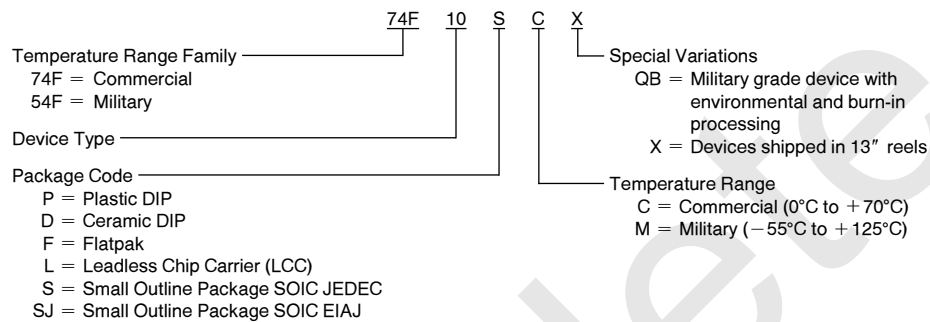 74F 10 S C X
Temperature Range Family
74F = Commercial
54F = Military
Device Type
Package Code
P = Plastic DIP
D = Ceramic DIP
F = Flatpak
L = Leadless Chip Carrier (LCC)
S = Small Outline Package SOIC JEDEC
SJ = Small Outline Package SOIC EIAJ
Special Variations
QB = Military grade device with
environmental and burn-in
processing
X = Devices shipped in 13″ reels
Temperature Range
C = Commercial (0°C to +70°C)
M = Military (−55°C to +125°C)